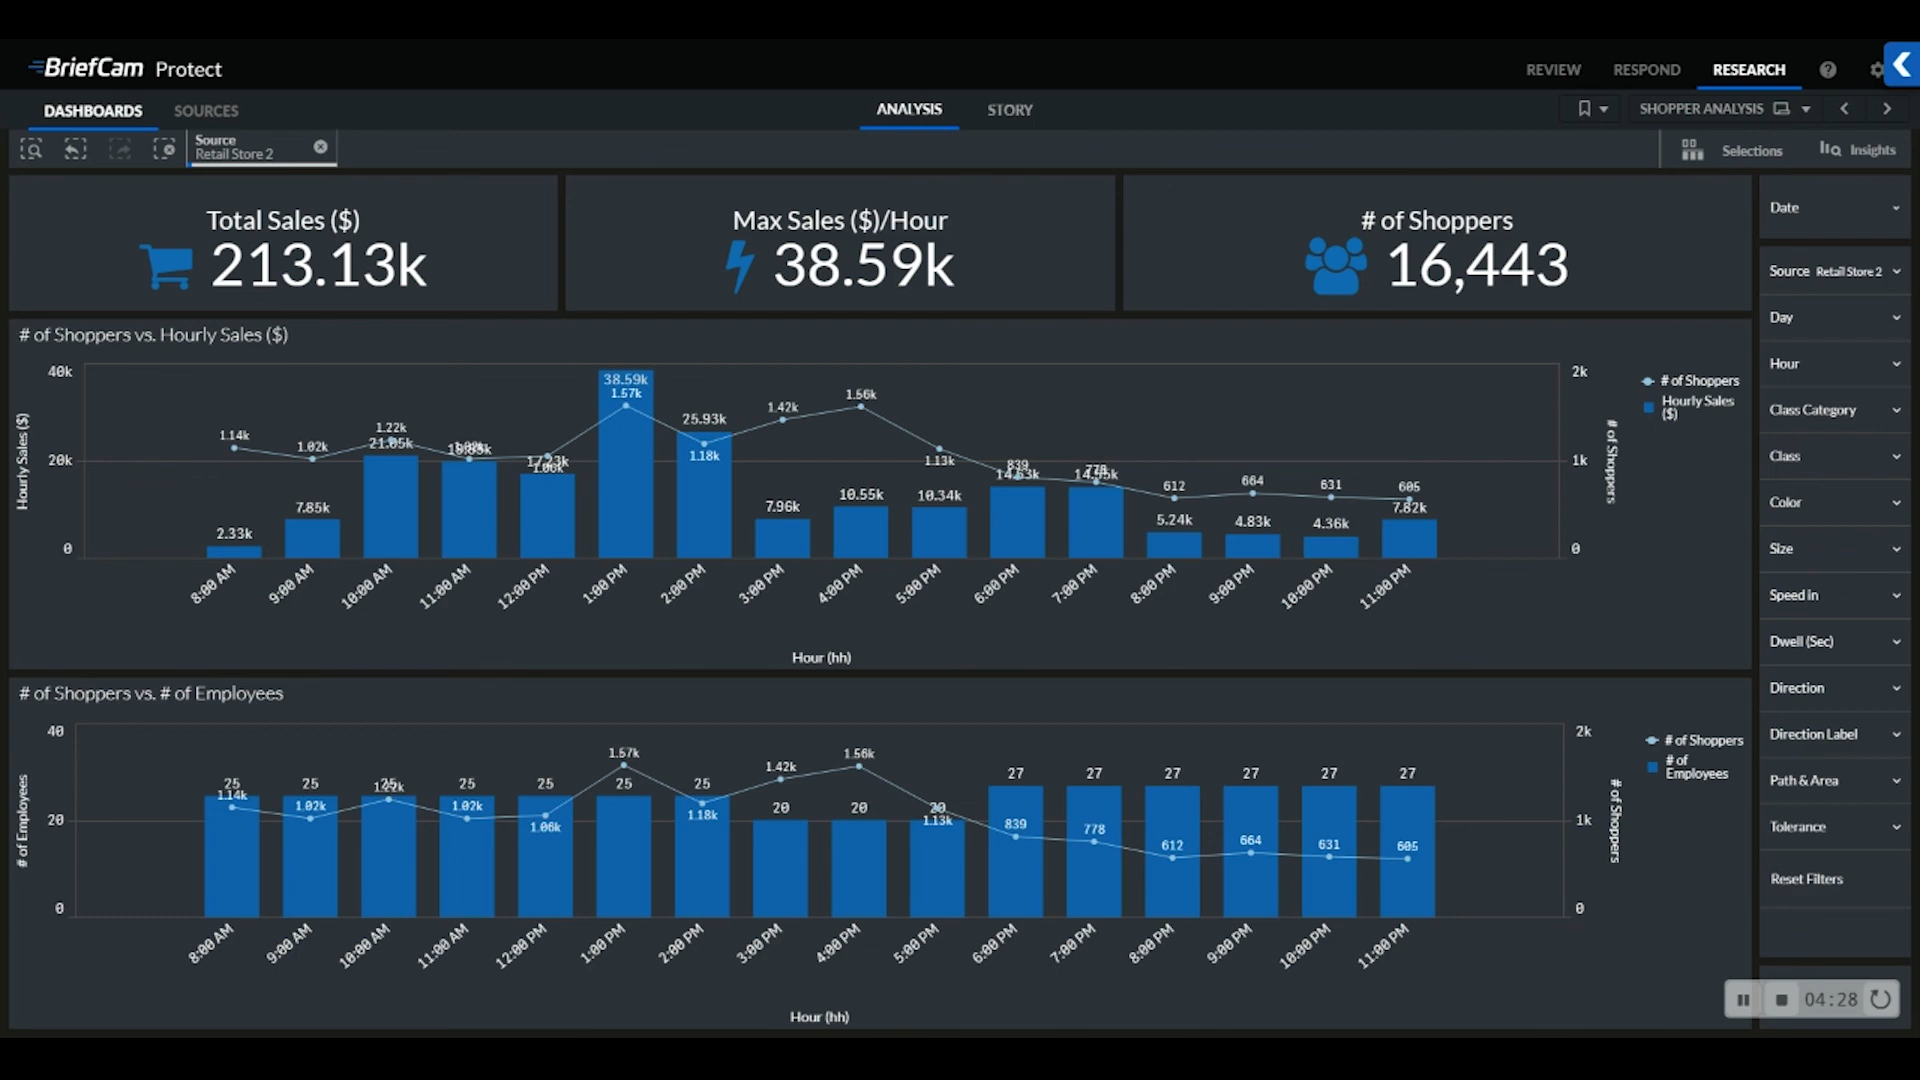 BriefCam Protect
REVIEW RESPOND RESEARCH ?
DASHBOARDS SOURCES
ANALYSIS STORY
SHOPPER ANALYSIS
Source
Retail Store 2
Selections Insights
Total Sales ($)
213.13k
Max Sales ($)/Hour
38.59k
# of Shoppers
16,443
# of Shoppers vs. Hourly Sales ($)
Hourly Sales ($)
40k
20k
0
38.59k
1.57k
1.14k
1.02k
1.22k
21.05k
25.93k
1.18k
1.42k
1.56k
1.13k
839
612
664
631
605
2.33k
7.85k
7.96k
10.55k
10.34k
5.24k
4.83k
4.36k
7.82k
2k
1k
0
# of Shoppers
# of Shoppers
Hourly Sales
($)
8:00 AM 9:00 AM 10:00 AM 11:00 AM 12:00 PM 1:00 PM 2:00 PM 3:00 PM 4:00 PM 5:00 PM 6:00 PM 7:00 PM 8:00 PM 9:00 PM 10:00 PM 11:00 PM
Hour (hh)
# of Shoppers vs. # of Employees
# of Employees
40
20
0
25 25 25 25 25 25 25 20 20 20 27 27 27 27 27 27
1.14k 1.02k 1.22k 1.02k 1.06k 1.57k 1.18k 1.42k 1.56k 1.13k 839 778 612 664 631 605
2k
1k
0
# of Shoppers
# of Shoppers
# of
Employees
8:00 AM 9:00 AM 10:00 AM 11:00 AM 12:00 PM 1:00 PM 2:00 PM 3:00 PM 4:00 PM 5:00 PM 6:00 PM 7:00 PM 8:00 PM 9:00 PM 10:00 PM 11:00 PM
Hour (hh)
Date
Source Retail Store 2
Day
Hour
Class Category
Class
Color
Size
Speed in
Dwell (Sec)
Direction
Direction Label
Path & Area
Tolerance
Reset Filters
04:28